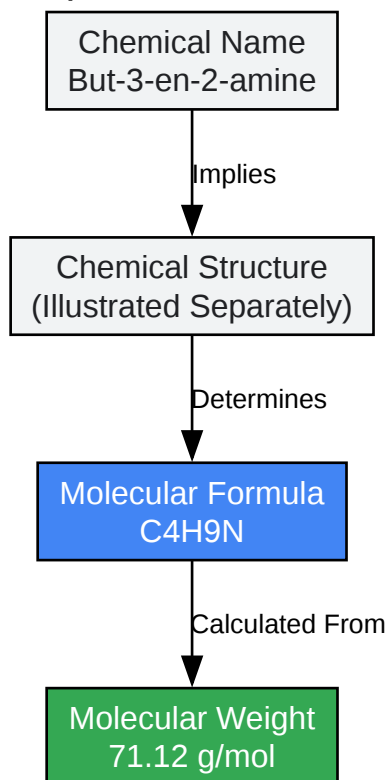 Chemical Name
But-3-en-2-amine
Implies
Chemical Structure
(Illustrated Separately)
Determines
Molecular Formula
C4H9N
Calculated From
Molecular Weight
71.12 g/mol